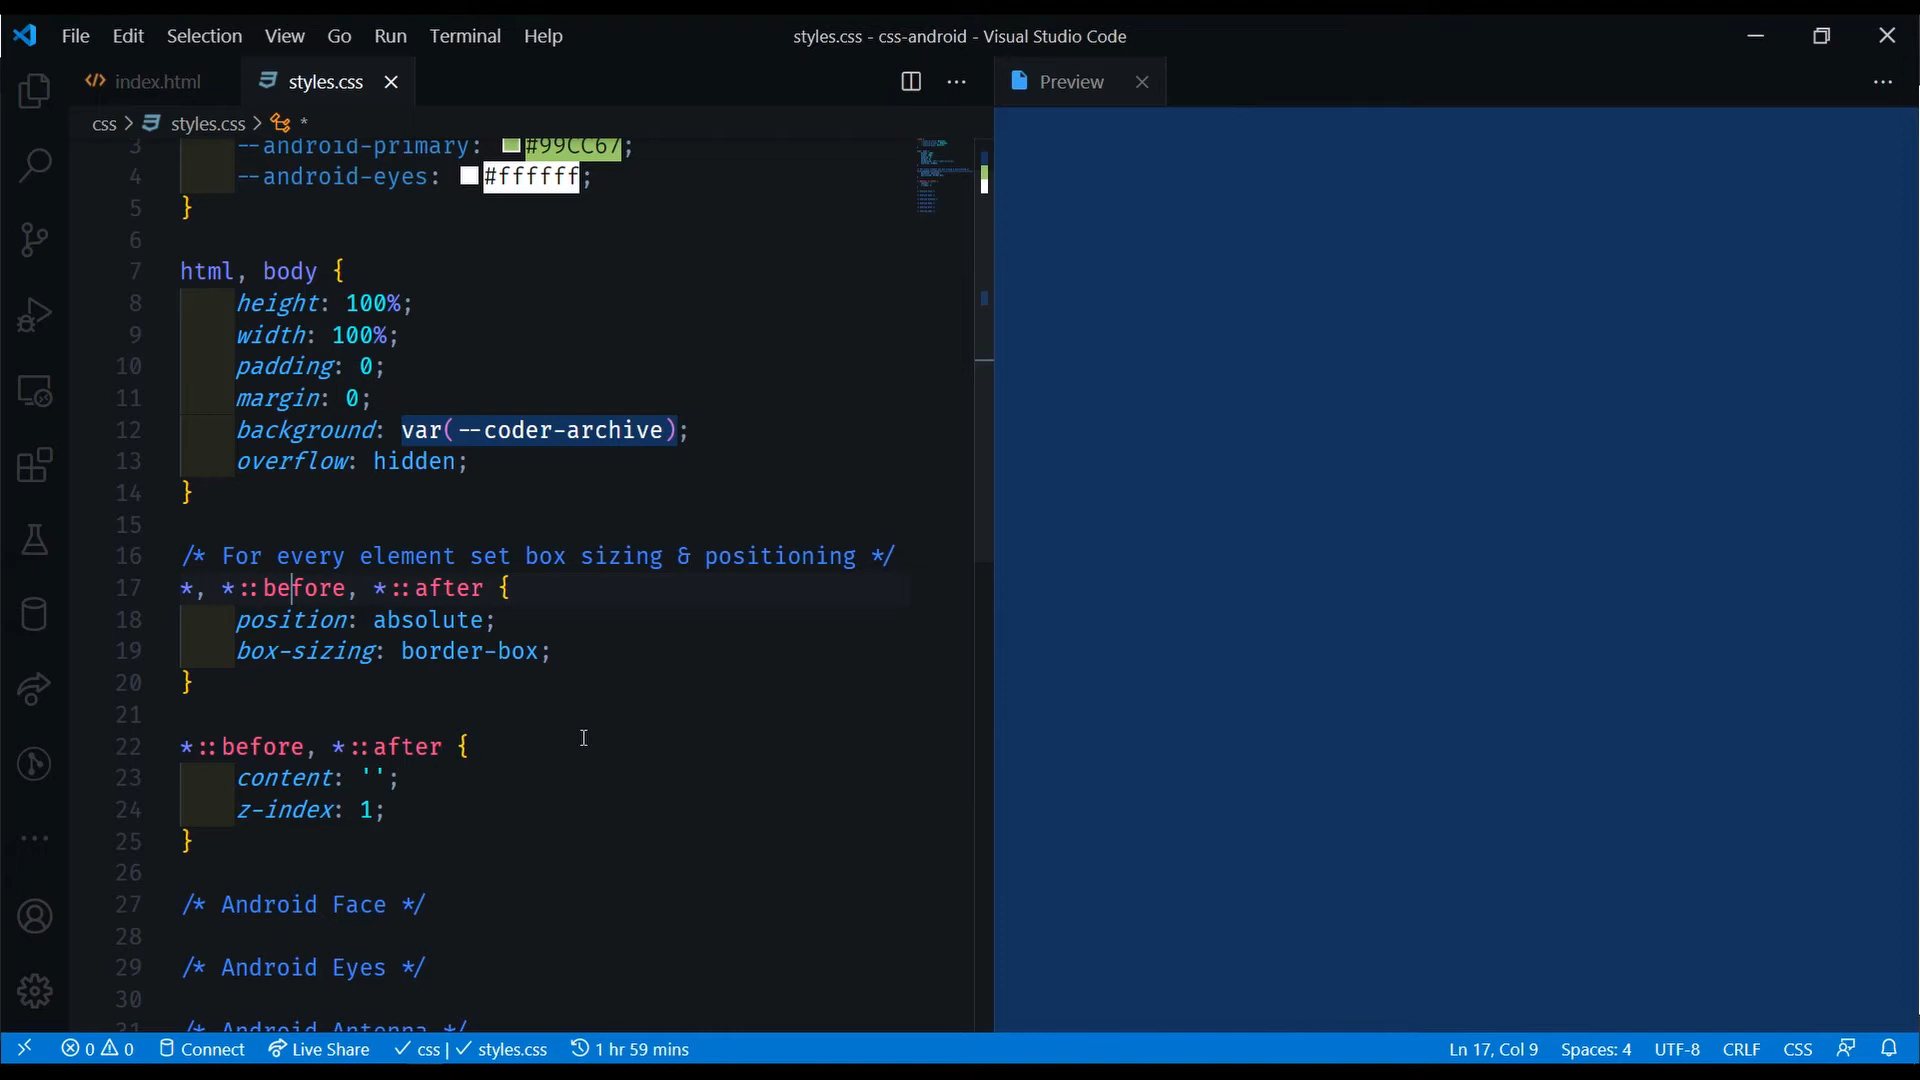 File Edit Selection View Go Run Terminal Help styles.css - css-android - Visual Studio Code
index.html styles.css Preview
css > styles.css > *
3 --android-primary: #99CC67;
4 --android-eyes: #ffffff;
5 }
6
7 html, body {
8 height: 100%;
9 width: 100%;
10 padding: 0;
11 margin: 0;
12 background: var(--coder-archive);
13 overflow: hidden;
14 }
15
16 /* For every element set box sizing & positioning */
17 *, *::before, *::after {
18 position: absolute;
19 box-sizing: border-box;
20 }
21
22 *::before, *::after {
23 content: '';
24 z-index: 1;
25 }
26
27 /* Android Face */
28
29 /* Android Eyes */
30
31 /* Android Antenna */
0 0 Connect Live Share css | styles.css 1 hr 59 mins Ln 17, Col 9 Spaces: 4 UTF-8 CRLF CSS